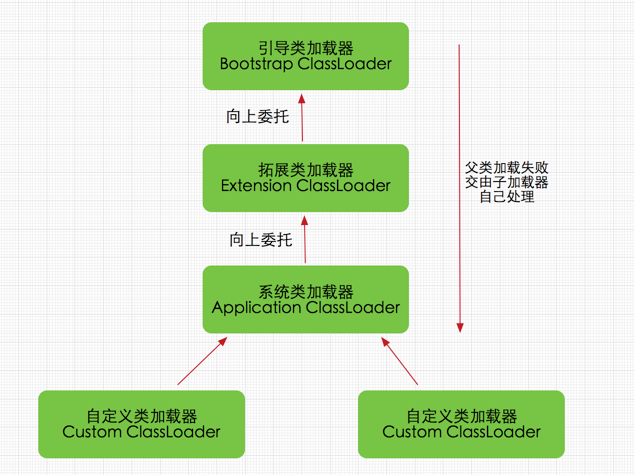 引导类加载器
Bootstrap ClassLoader
向上委托
拓展类加载器
Extension ClassLoader
父类加载失败
交由子加载器
自己处理
向上委托
系统类加载器
Application ClassLoader
自定义类加载器
Custom ClassLoader
自定义类加载器
Custom ClassLoader